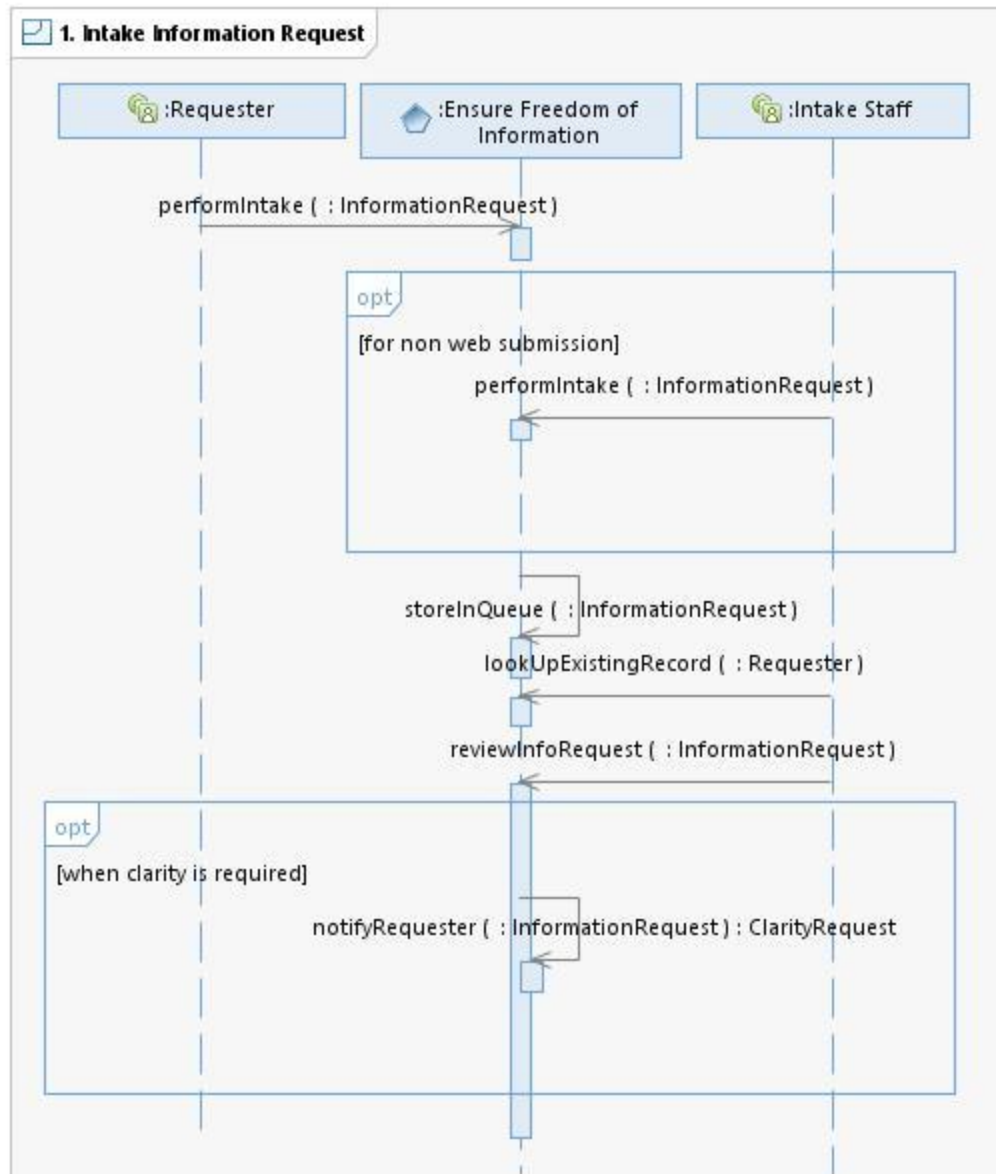 1. Intake Information Request
:Requester
:Ensure Freedom of
Information
:Intake Staff
performIntake ( : InformationRequest )
opt
[for non web submission]
performIntake ( : InformationRequest )
storeInQueue ( : InformationRequest )
lookUpExistingRecord ( : Requester )
reviewInfoRequest ( : InformationRequest )
opt
[when clarity is required]
notifyRequester ( : InformationRequest ) : ClarityRequest